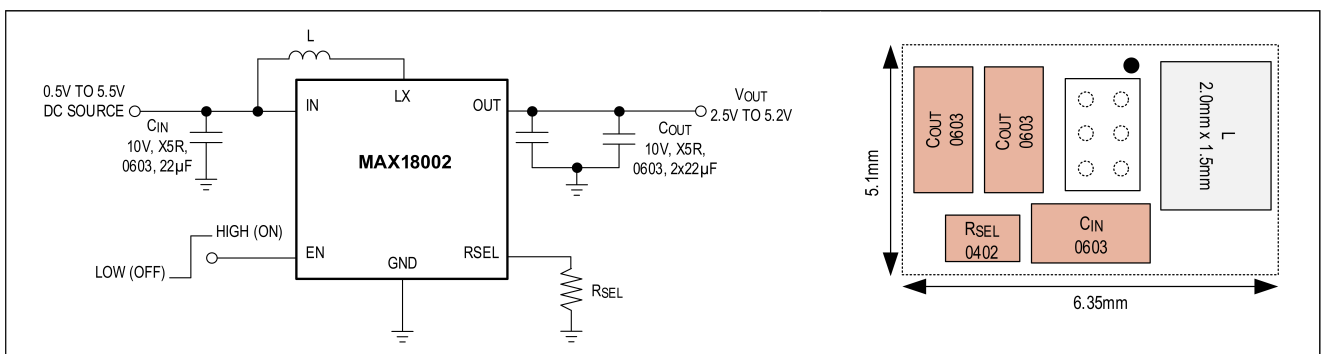 L
0.5V TO 5.5V
DC SOURCE
CIN
10V, X5R,
0603, 22µF
IN
LX
OUT
MAX18002
EN
GND
RSEL
HIGH (ON)
LOW (OFF)
VOUT
2.5V TO 5.2V
COUT
10V, X5R,
0603, 2x22µF
RSEL
5.1mm
COUT
0603
COUT
0603
L
2.0mm x 1.5mm
RSEL
0402
CIN
0603
6.35mm